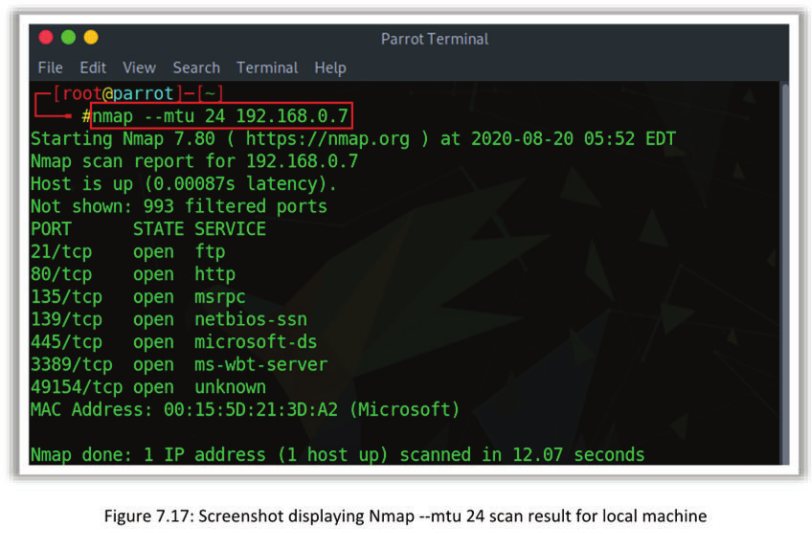 Parrot Terminal
File Edit View Search Terminal Help
[root@parrot]─[~]
#nmap --mtu 24 192.168.0.7
Starting Nmap 7.80 ( https://nmap.org ) at 2020-08-20 05:52 EDT
Nmap scan report for 192.168.0.7
Host is up (0.00087s latency).
Not shown: 993 filtered ports
PORT STATE SERVICE
21/tcp open ftp
80/tcp open http
135/tcp open msrpc
139/tcp open netbios-ssn
445/tcp open microsoft-ds
3389/tcp open ms-wbt-server
49154/tcp open unknown
MAC Address: 00:15:5D:21:3D:A2 (Microsoft)
Nmap done: 1 IP address (1 host up) scanned in 12.07 seconds
Figure 7.17: Screenshot displaying Nmap --mtu 24 scan result for local machine